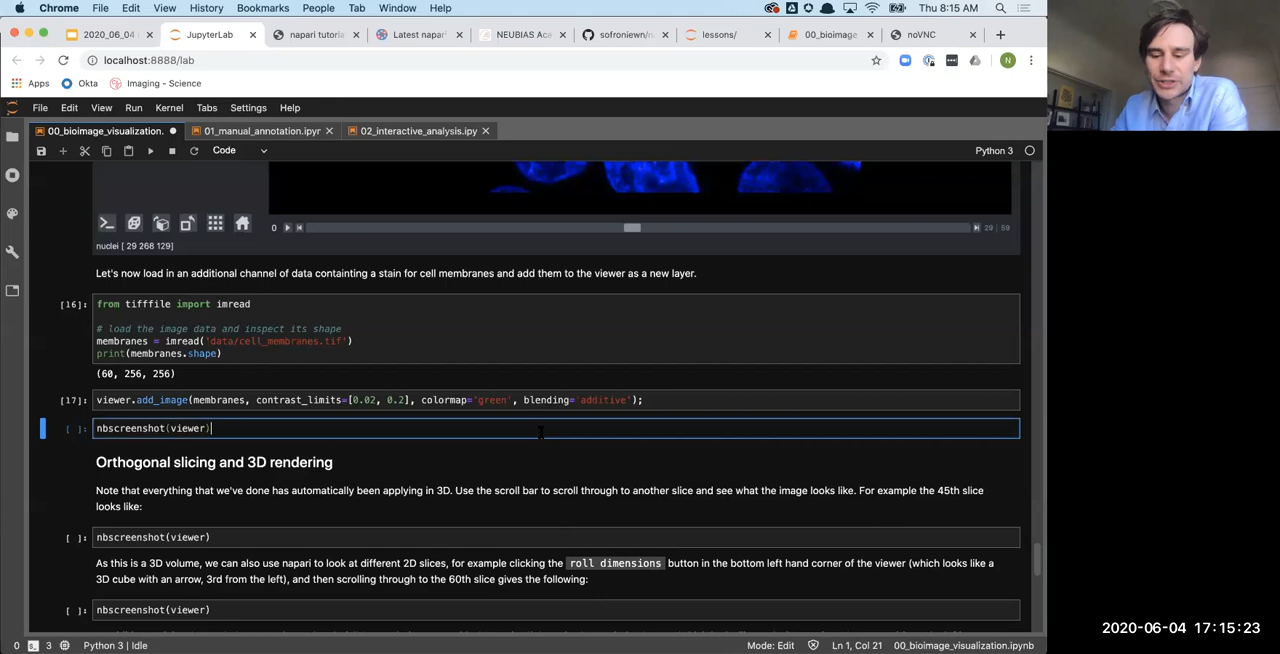 Chrome File Edit View History Bookmarks People Tab Window Help Thu 8:15 AM
2020_06_04 JupyterLab napari tutoria Latest napari NEUBIAS Aca sofroniewn/n lessons/ 00_bioimage noVNC
localhost:8888/lab N
Apps Okta Imaging - Science
File Edit View Run Kernel Tabs Settings Help
00_bioimage_visualization. 01_manual_annotation.ipyr 02_interactive_analysis.ipy
Code Python 3
0 29 59
nuclei [ 29 268 129]
Let's now load in an additional channel of data containting a stain for cell membranes and add them to the viewer as a new layer.
[16]: from tifffile import imread
# load the image data and inspect its shape
membranes = imread('data/cell_membranes.tif')
print(membranes.shape)
(60, 256, 256)
[17]: viewer.add_image(membranes, contrast_limits=[0.02, 0.2], colormap='green', blending='additive');
[ ]: nbscreenshot(viewer)
Orthogonal slicing and 3D rendering
Note that everything that we've done has automatically been applying in 3D. Use the scroll bar to scroll through to another slice and see what the image looks like. For example the 45th slice
looks like:
[ ]: nbscreenshot(viewer)
As this is a 3D volume, we can also use napari to look at different 2D slices, for example clicking the roll dimensions button in the bottom left hand corner of the viewer (which looks like a
3D cube with an arrow, 3rd from the left), and then scrolling through to the 60th slice gives the following:
[ ]: nbscreenshot(viewer)
2020-06-04 17:15:23
0 3 Python 3 | Idle Mode: Edit Ln 1, Col 21 00_bioimage_visualization.ipynb